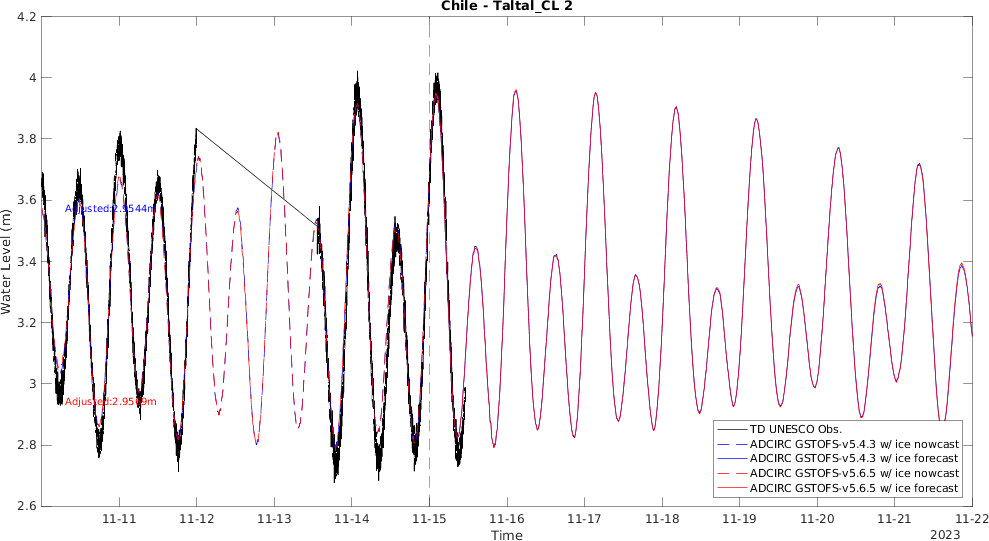 Chile - Taltal_CL 2
Water Level (m)
4.2
4
3.8
3.6
3.4
3.2
3
2.8
2.6
Adjusted:2.9544m
11-11
11-12
11-13
11-14
11-15
11-16
11-17
11-18
11-19
11-20
11-21
11-22
Time
2023
TD UNESCO Obs.
ADCIRC GSTOFS-v5.4.3 w/ ice nowcast
ADCIRC GSTOFS-v5.4.3 w/ ice forecast
ADCIRC GSTOFS-v5.6.5 w/ ice nowcast
ADCIRC GSTOFS-v5.6.5 w/ ice forecast